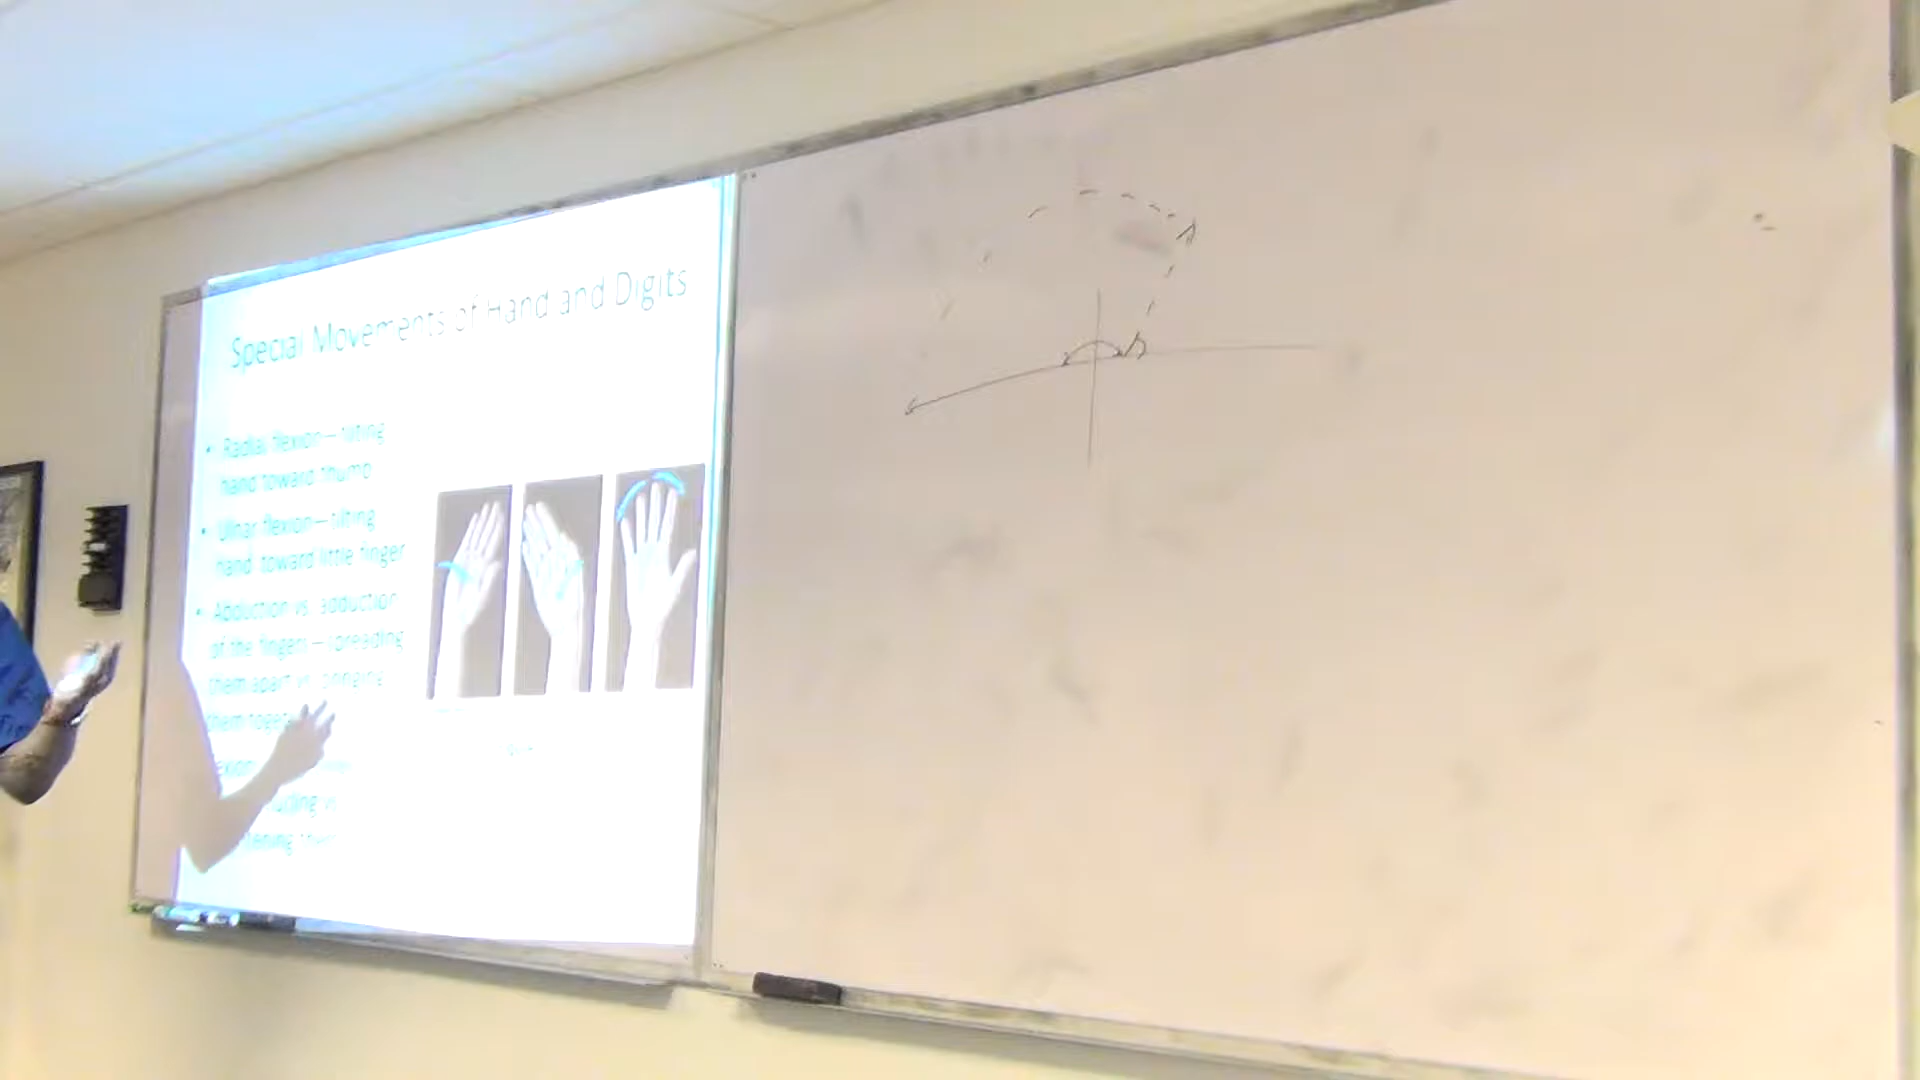 Special Movements of Hand and Digits
• Radial flexion—tilting
hand toward thumb
• Ulnar flexion—tilting
hand toward little finger
• Abduction vs. adduction
of the fingers—spreading
them apart vs. bringing
them